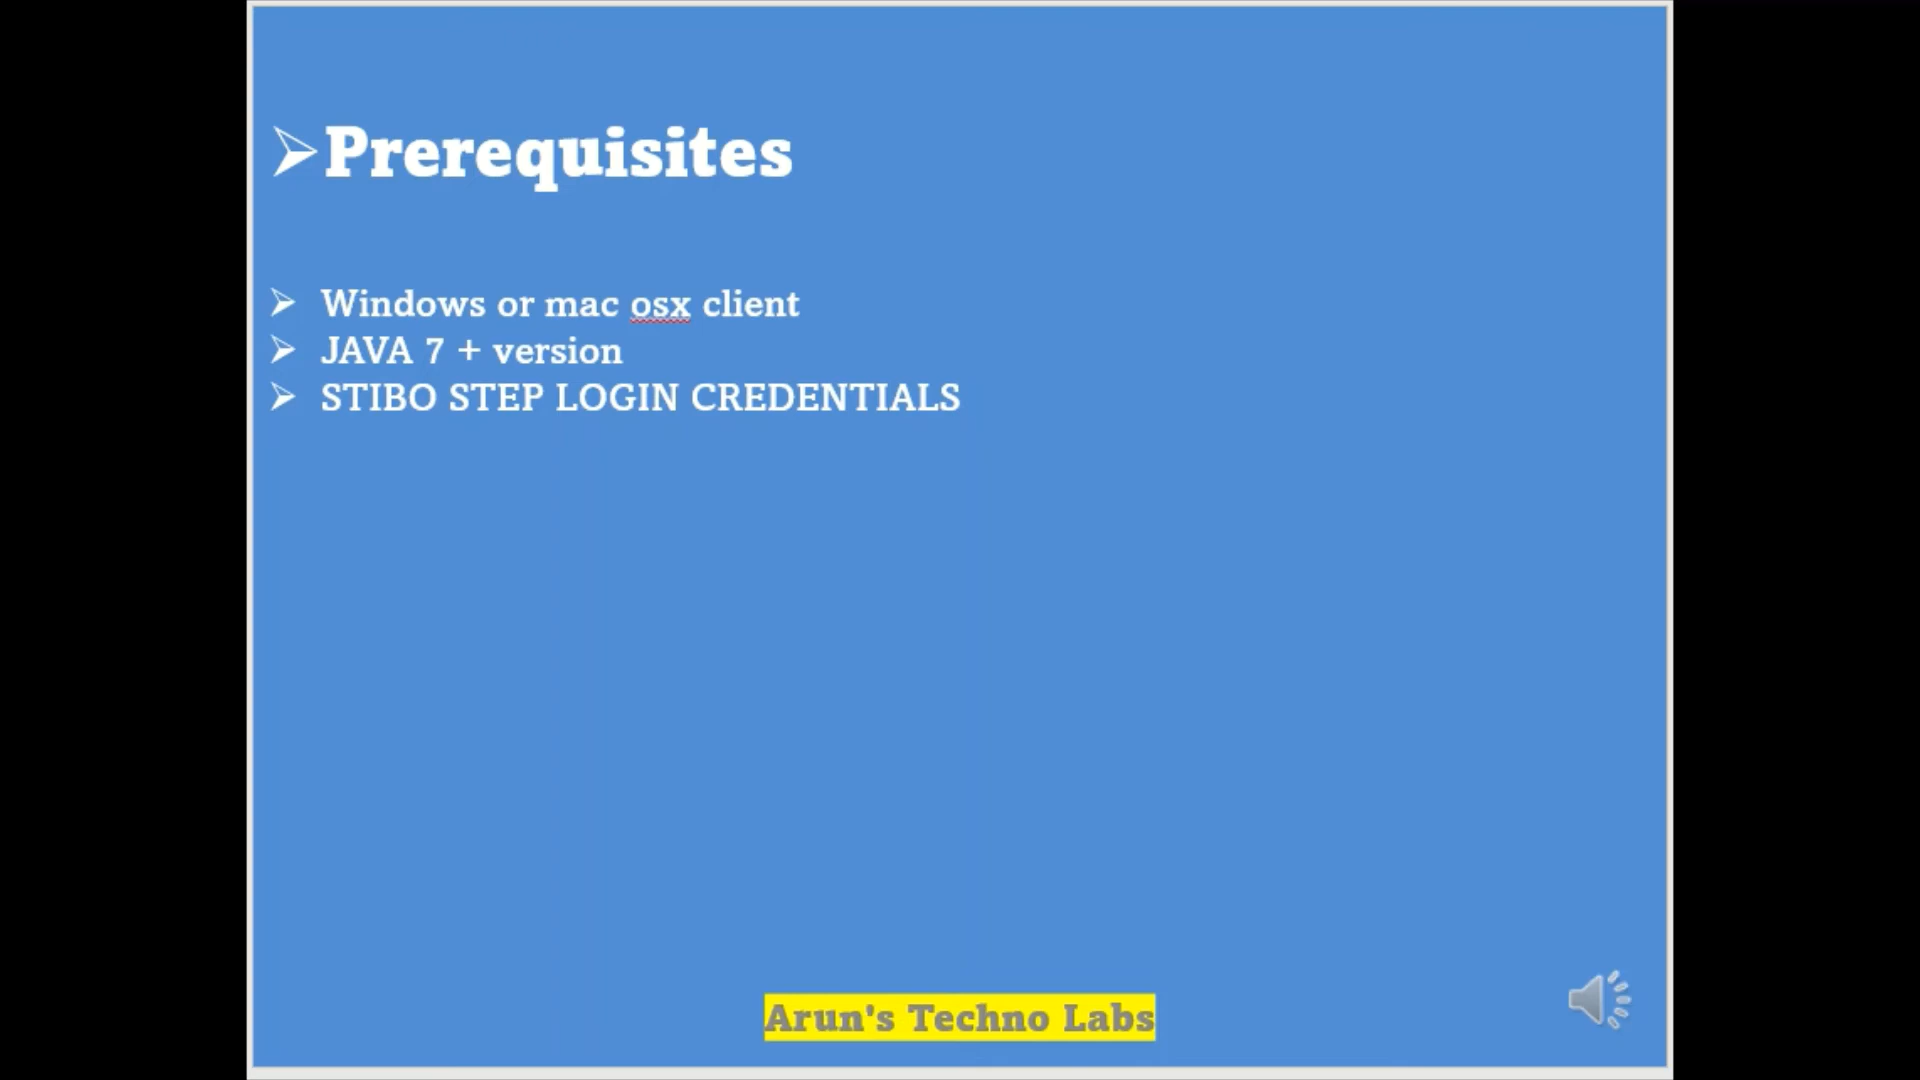 Prerequisites
Windows or mac osx client
JAVA 7 + version
STIBO STEP LOGIN CREDENTIALS
Arun's Techno Labs